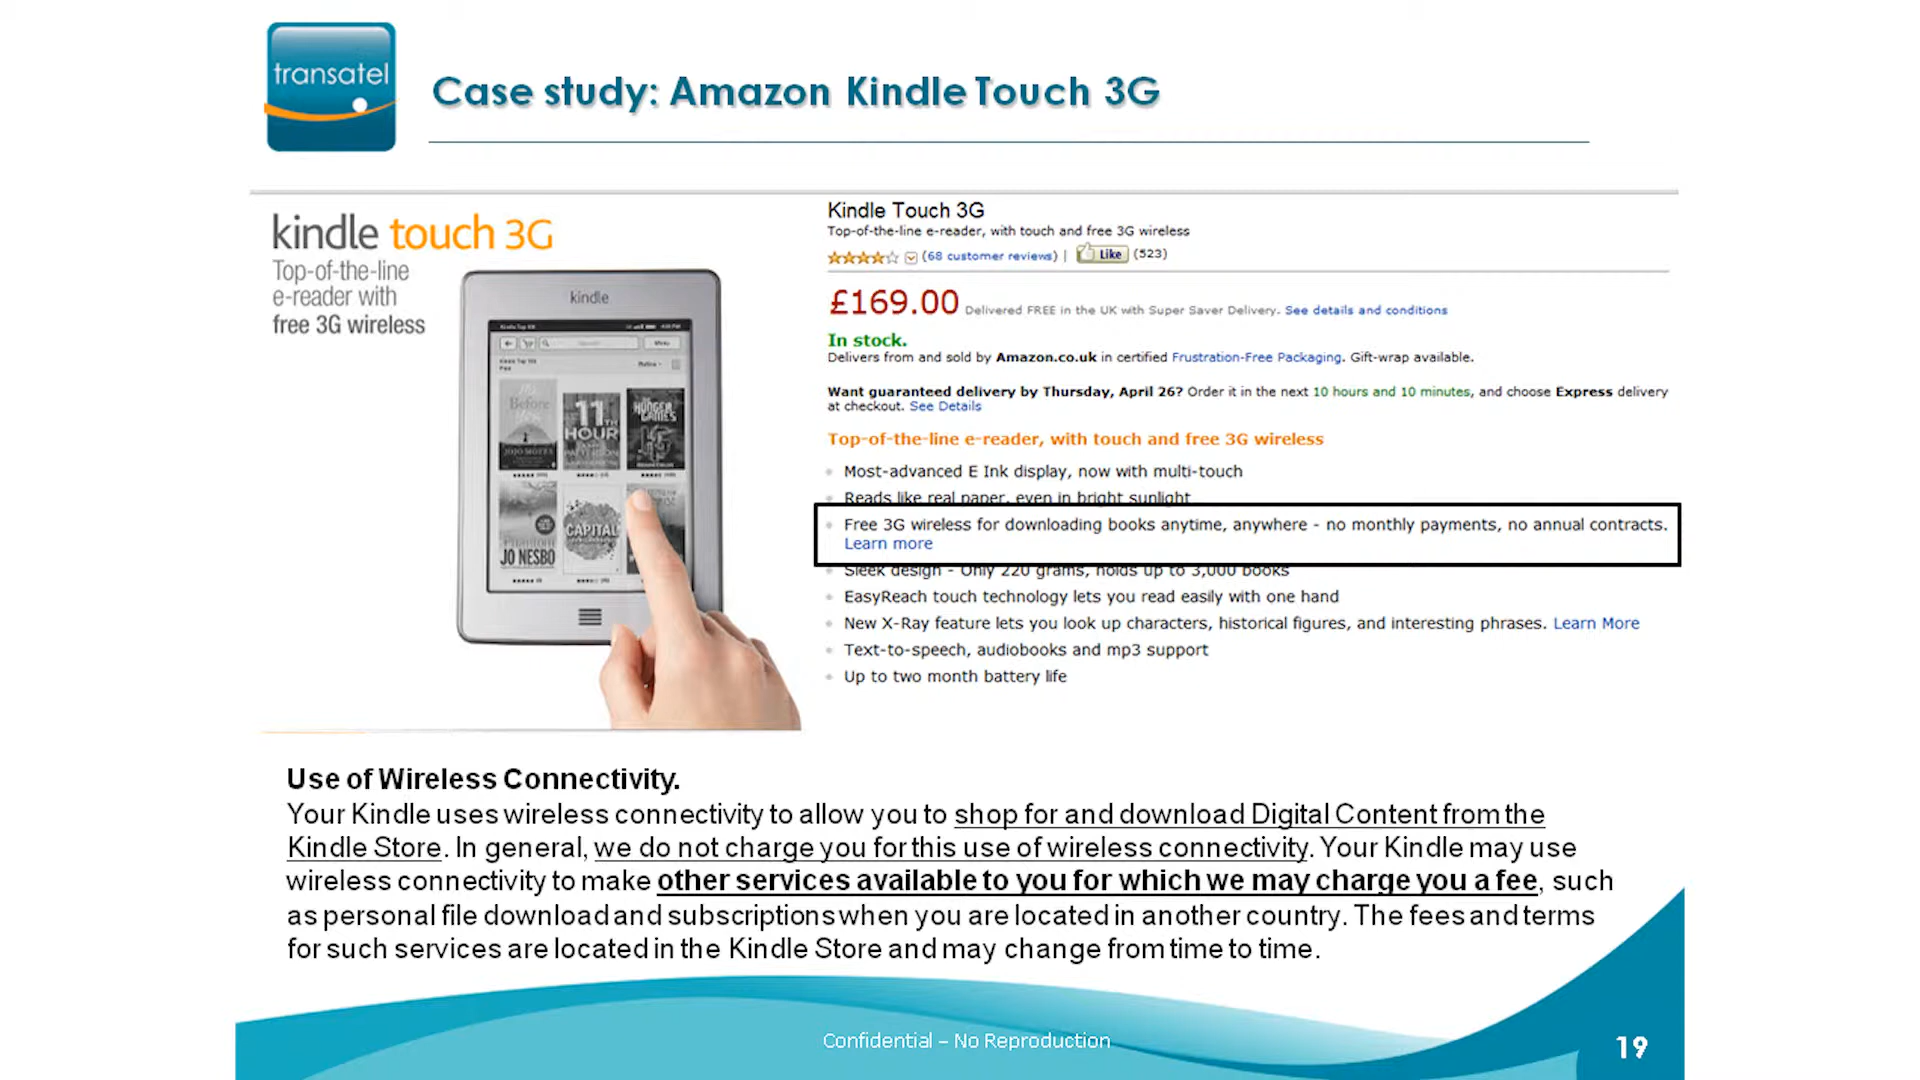 transatel
Case study: Amazon Kindle Touch 3G
kindle touch 3G
Top-of-the-line
e-reader with
free 3G wireless
kindle
Menu
Before
JOJO MOYES
11TH
HOUR
THE
HUNGER
GAMES
JO NESBO
CAPITAL
Kindle Touch 3G
Top-of-the-line e-reader, with touch and free 3G wireless
(68 customer reviews) | Like (523)
£169.00 Delivered FREE in the UK with Super Saver Delivery. See details and conditions
In stock.
Delivers from and sold by Amazon.co.uk in certified Frustration-Free Packaging. Gift-wrap available.
Want guaranteed delivery by Thursday, April 26? Order it in the next 10 hours and 10 minutes, and choose Express delivery
at checkout. See Details
Top-of-the-line e-reader, with touch and free 3G wireless
Most-advanced E Ink display, now with multi-touch
Reads like real paper, even in bright sunlight
Free 3G wireless for downloading books anytime, anywhere - no monthly payments, no annual contracts.
Learn more
Sleek design - Only 220 grams, holds up to 3,000 books
EasyReach touch technology lets you read easily with one hand
New X-Ray feature lets you look up characters, historical figures, and interesting phrases. Learn More
Text-to-speech, audiobooks and mp3 support
Up to two month battery life
Use of Wireless Connectivity.
Your Kindle uses wireless connectivity to allow you to shop for and download Digital Content from the
Kindle Store. In general, we do not charge you for this use of wireless connectivity. Your Kindle may use
wireless connectivity to make other services available to you for which we may charge you a fee, such
as personal file download and subscriptions when you are located in another country. The fees and terms
for such services are located in the Kindle Store and may change from time to time.
Confidential – No Reproduction
19